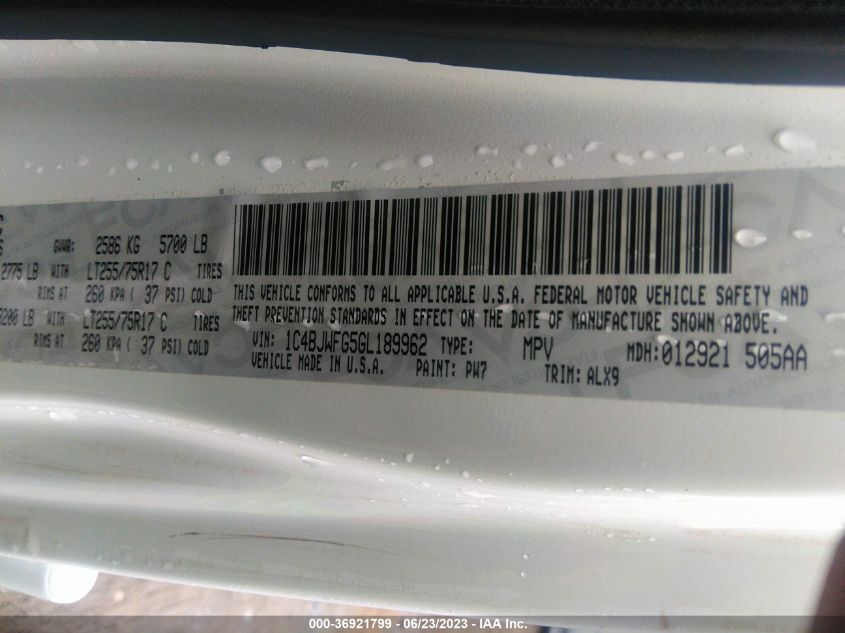 GVWR: 2586 KG 5700 LB
2775 LB WITH LT255/75R17 C TIRES
RIMS AT 260 KPA ( 37 PSI) COLD
200 LB WITH LT255/75R17 C TIRES
RIMS AT 260 KPA ( 37 PSI) COLD
THIS VEHICLE CONFORMS TO ALL APPLICABLE U.S.A. FEDERAL MOTOR VEHICLE SAFETY AND
THEFT PREVENTION STANDARDS IN EFFECT ON THE DATE OF MANUFACTURE SHOWN ABOVE.
VIN: 1C4BJWFG5GL189962 TYPE: MPV MDH: 012921 505AA
VEHICLE MADE IN U.S.A. PAINT: PW7 TRIM: ALX9
000-36921799 - 06/23/2023 - IAA Inc.